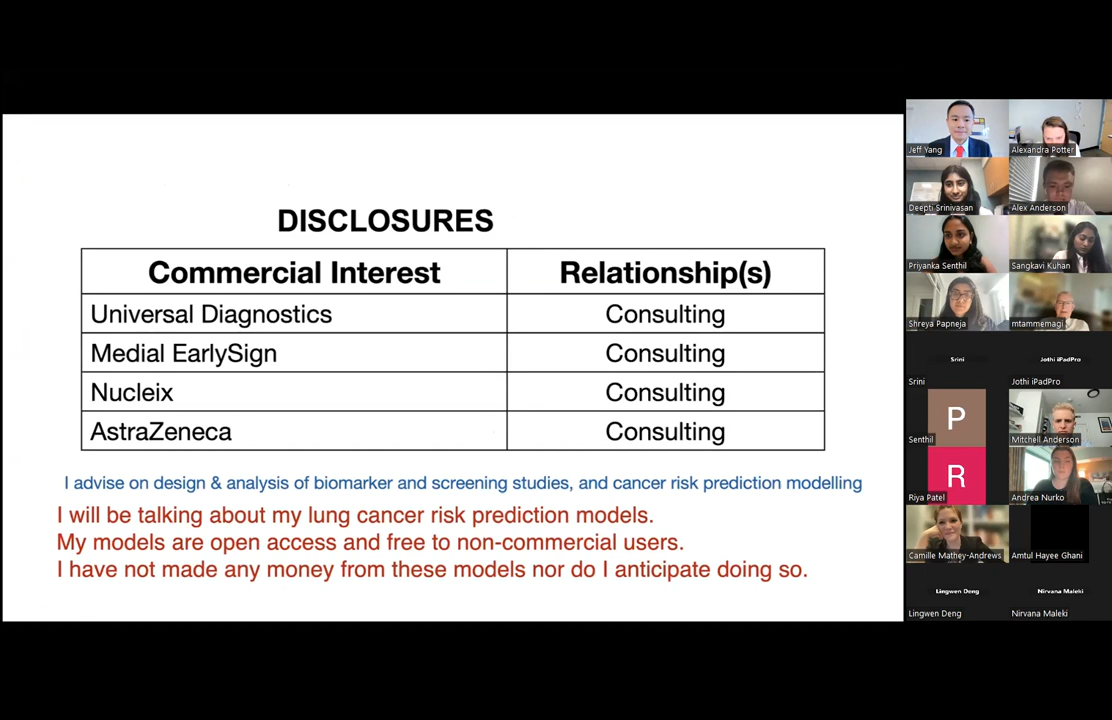 DISCLOSURES
Commercial Interest Relationship(s)
Universal Diagnostics Consulting
Medial EarlySign Consulting
Nucleix Consulting
AstraZeneca Consulting
I advise on design & analysis of biomarker and screening studies, and cancer risk prediction modelling
I will be talking about my lung cancer risk prediction models.
My models are open access and free to non-commercial users.
I have not made any money from these models nor do I anticipate doing so.
Jeff Yang Alexandra Potter
Deepti Srinivasan Alex Anderson
Priyanka Senthil Sangkavi Kuhan
Shreya Papneja mtammemagi
Srini Jothi iPadPro
Srini Jothi iPadPro
P
Senthil Mitchell Anderson
R
Riya Patel Andrea Nurko
Camille Mathey-Andrews Amtul Hayee Ghani
Lingwen Deng Nirvana Maleki
Lingwen Deng Nirvana Maleki